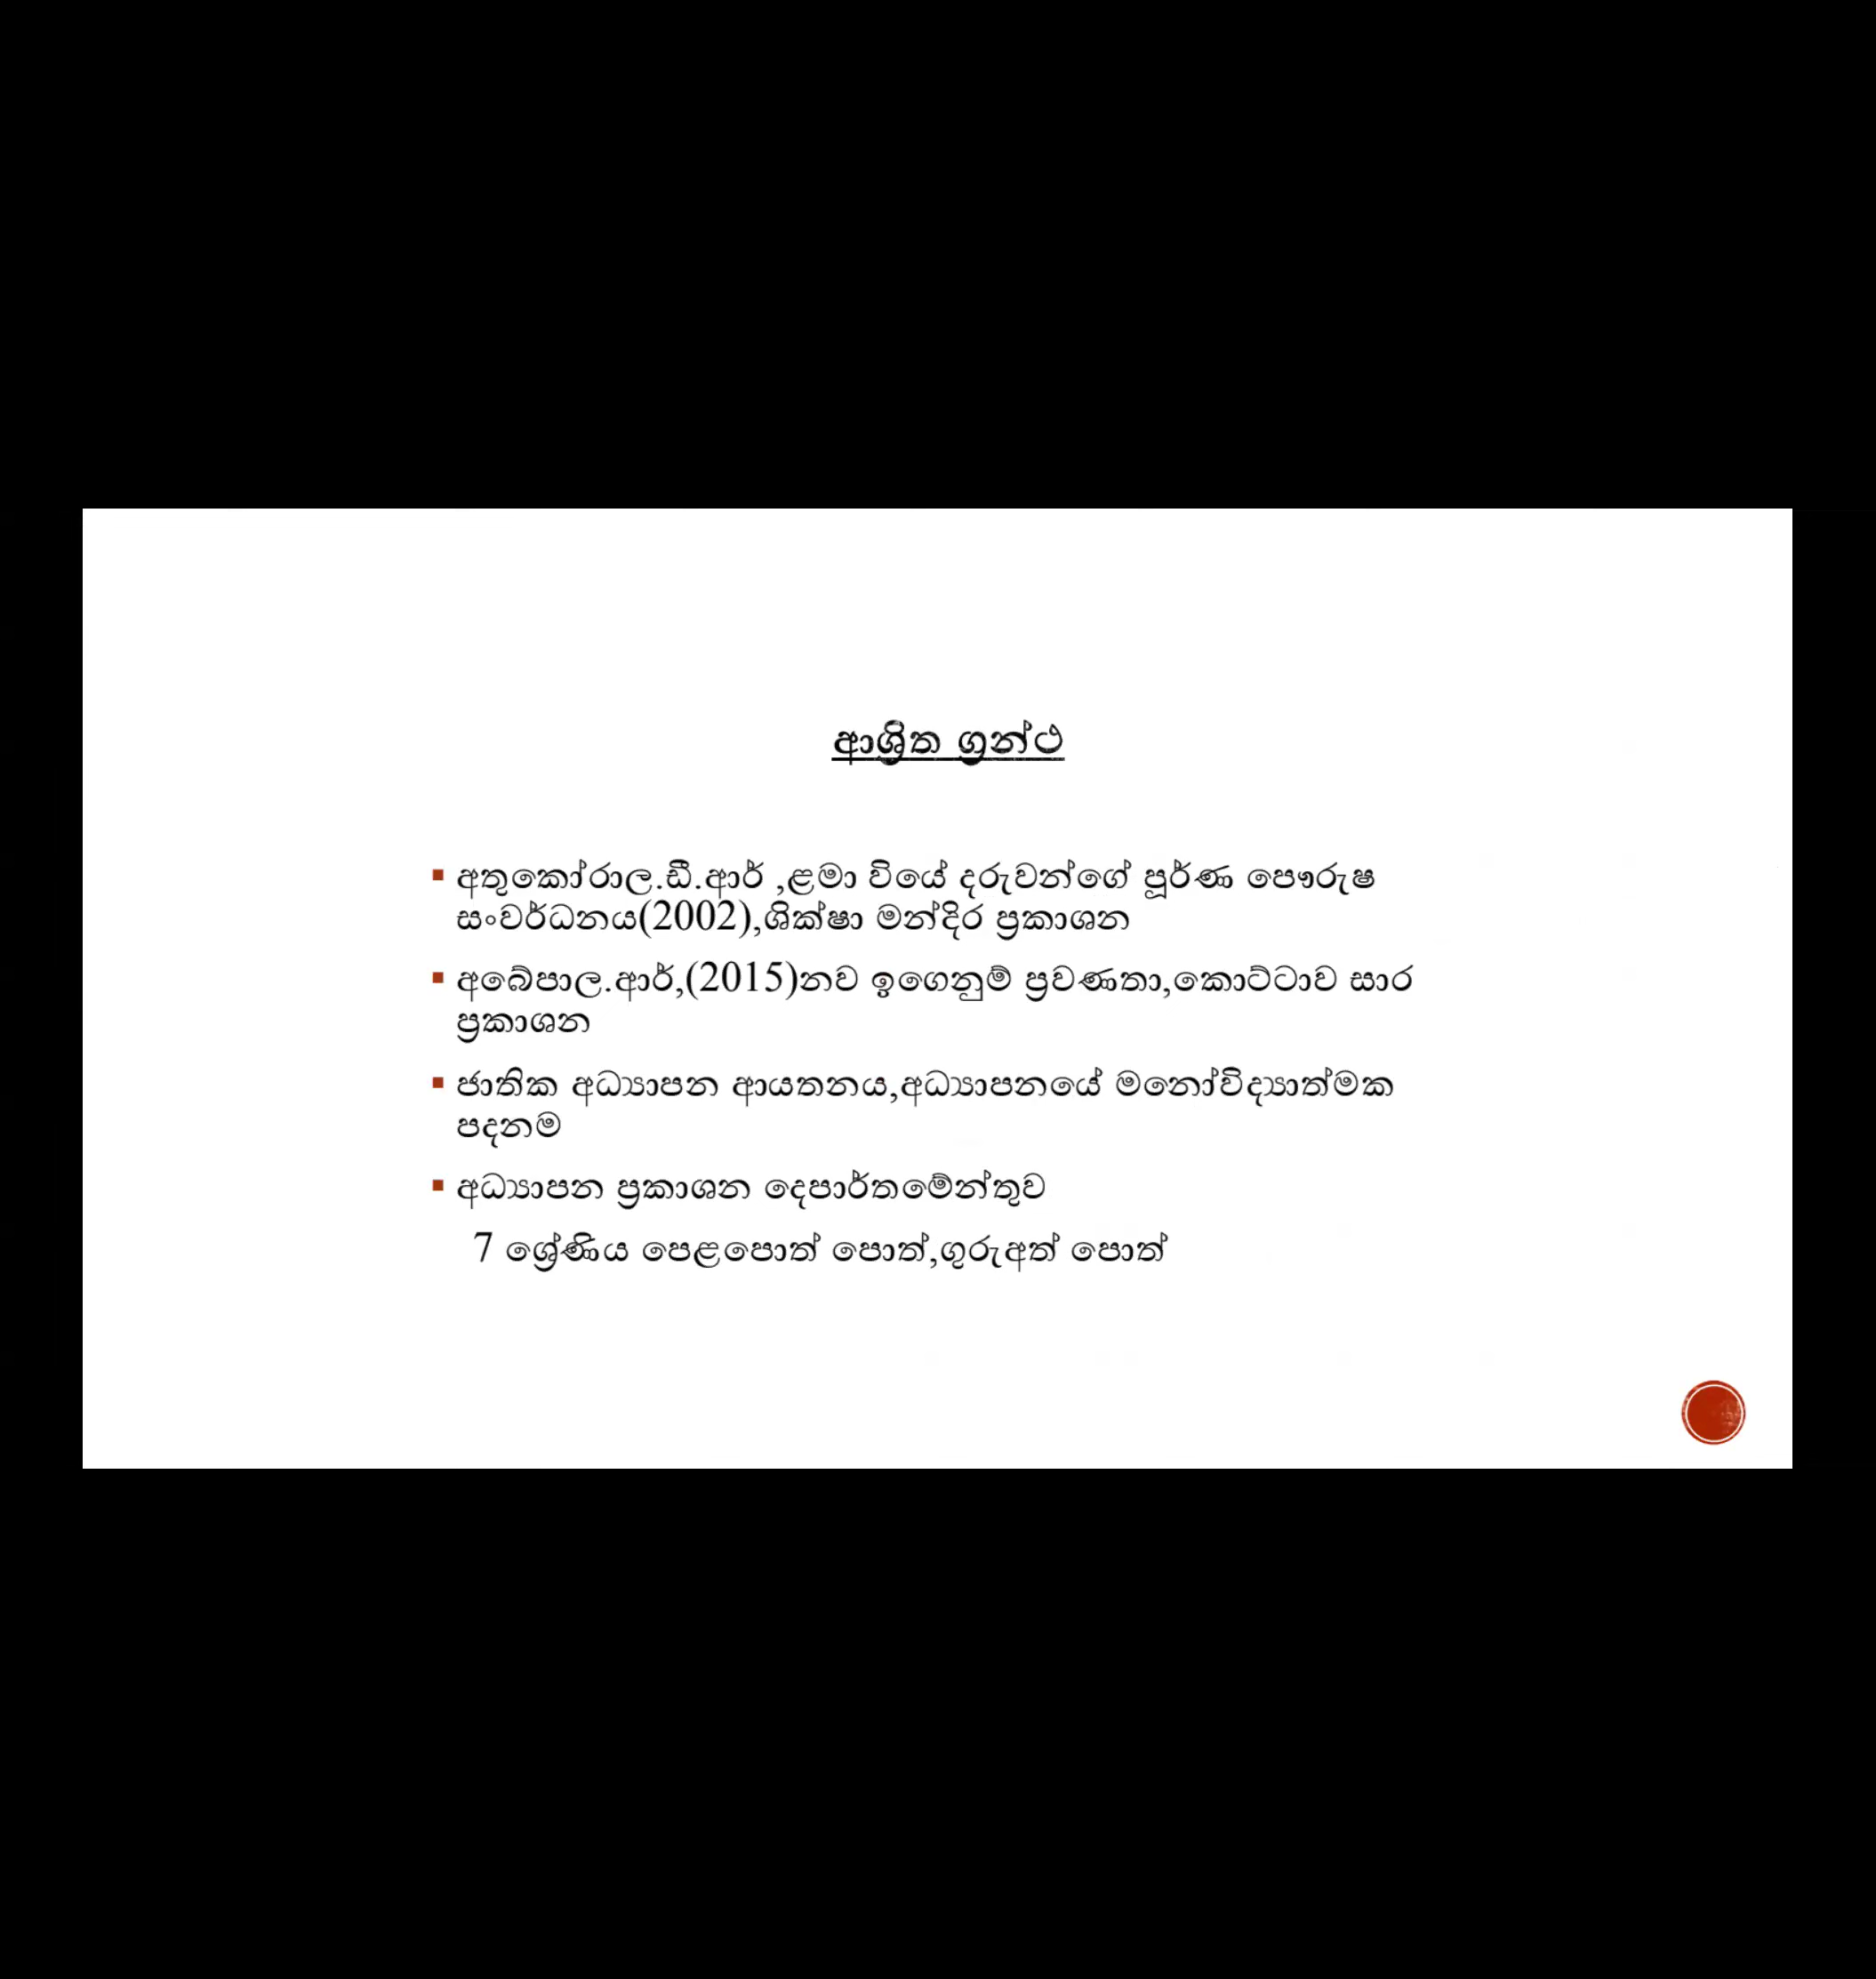 ආශ්‍රිත ග්‍රන්ථ
අතුකෝරාල.ඩී.ආර් ,ළමා වියේ දරුවන්ගේ පූර්ණ පෞරුෂ
සංවර්ධනය(2002),ශික්ෂා මන්දිර ප්‍රකාශන
අබේපාල.ආර්,(2015)නව ඉගෙනුම් ප්‍රවණතා,කොට්ටාව සාර
ප්‍රකාශන
ජාතික අධ්‍යාපන ආයතනය,අධ්‍යාපනයේ මනෝවිද්‍යාත්මක
පදනම
අධ්‍යාපන ප්‍රකාශන දෙපාර්තමේන්තුව
7 ශ්‍රේණිය පෙළපොත් පොත්,ගුරුඅත් පොත්